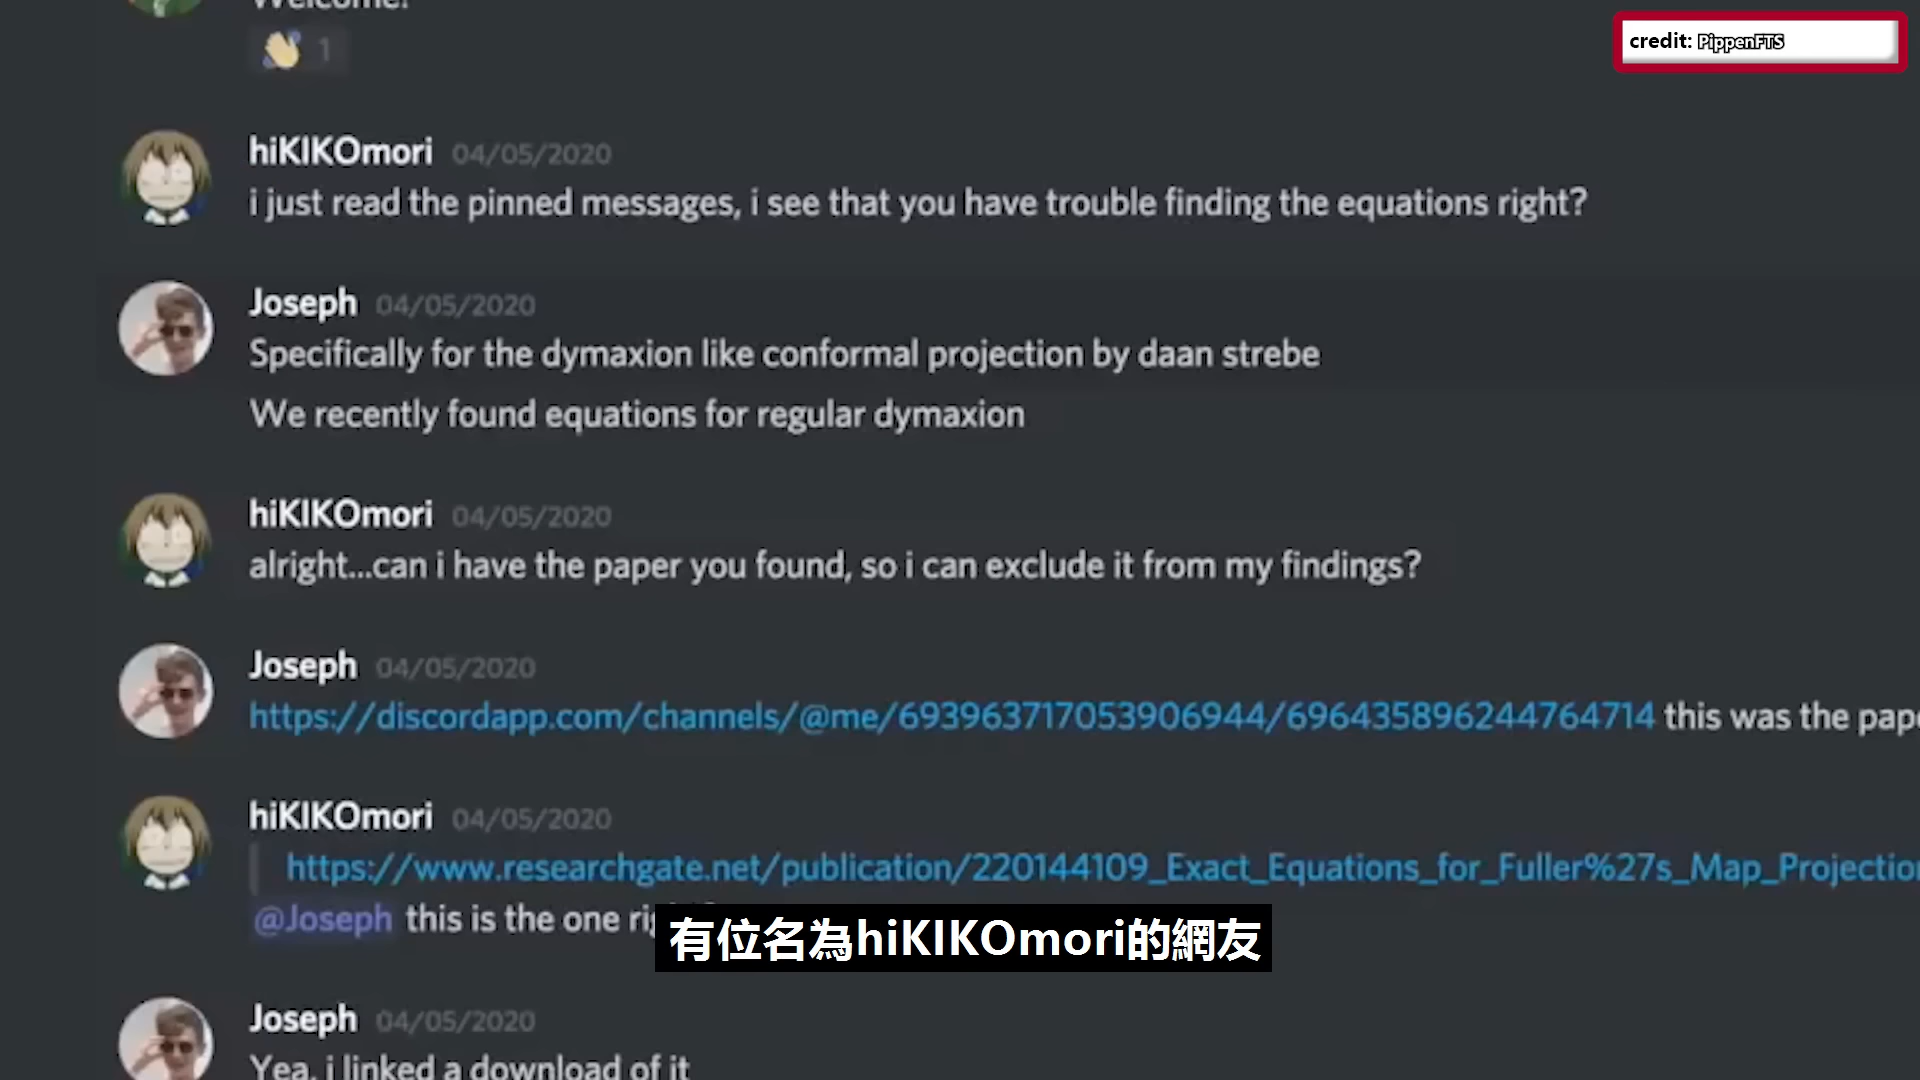 Welcome!
1
credit: PippenFTS
hiKIKOmori 04/05/2020
i just read the pinned messages, i see that you have trouble finding the equations right?
Joseph 04/05/2020
Specifically for the dymaxion like conformal projection by daan strebe
We recently found equations for regular dymaxion
hiKIKOmori 04/05/2020
alright...can i have the paper you found, so i can exclude it from my findings?
Joseph 04/05/2020
https://discordapp.com/channels/@me/693963717053906944/696435896244764714 this was the pape
hiKIKOmori 04/05/2020
https://www.researchgate.net/publication/220144109_Exact_Equations_for_Fuller%27s_Map_Projection
@Joseph this is the one
有位名為hiKIKOmori的網友
Joseph 04/05/2020
Yea, i linked a download of it